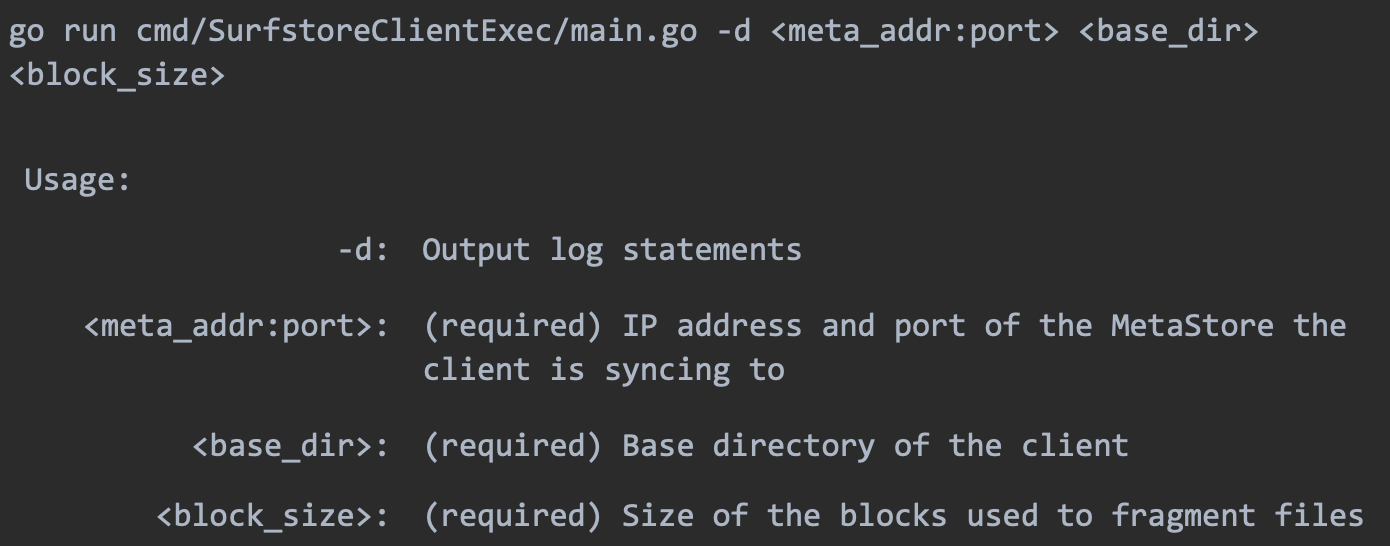 go run cmd/SurfstoreClientExec/main.go -d <meta_addr:port> <base_dir>
<block_size>
Usage:
-d: Output log statements
<meta_addr:port>: (required) IP address and port of the MetaStore the
client is syncing to
<base_dir>: (required) Base directory of the client
<block_size>: (required) Size of the blocks used to fragment files